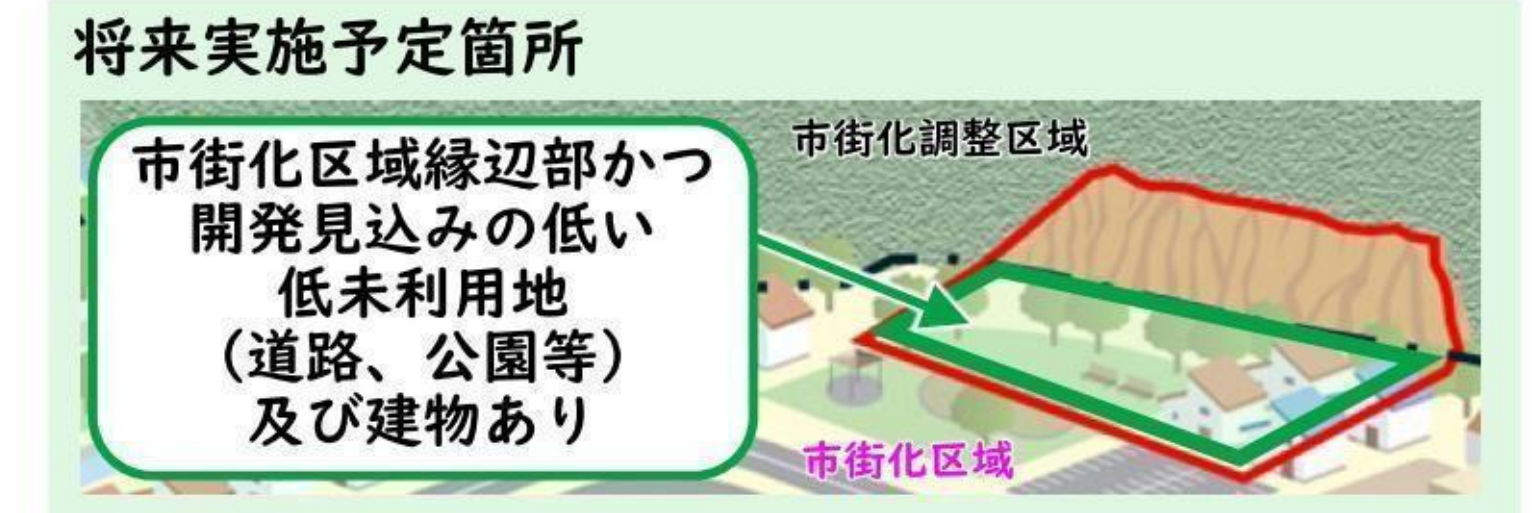 将来実施予定箇所
市街化調整区域
市街化区域縁辺部かつ
開発見込みの低い
低未利用地
（道路、公園等）
及び建物あり
市街化区域